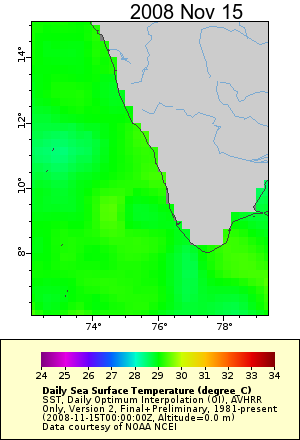 2008 Nov 15
14°
12°
10°
8°
74° 76° 78°
24 25 26 27 28 29 30 31 32 33 34
Daily Sea Surface Temperature (degree_C)
SST, Daily Optimum Interpolation (OI), AVHRR
Only, Version 2, Final+Preliminary, 1981-present
(2008-11-15T00:00:00Z, Altitude=0.0 m)
Data courtesy of NOAA NCEI